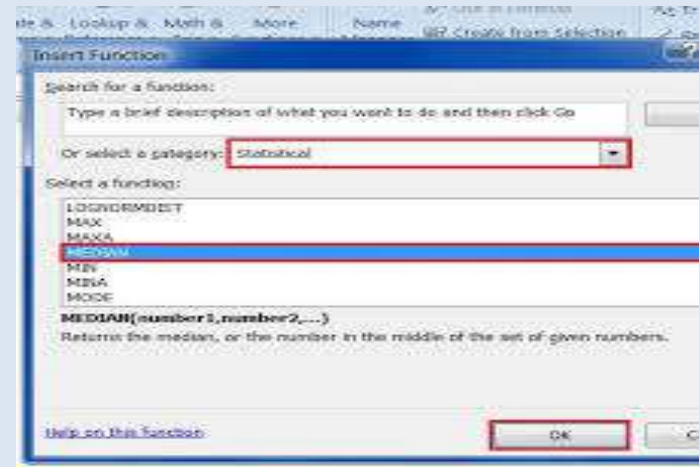 te & Lookup & Math & More Name
Create from Selection
Insert Function
Search for a function:
Type a brief description of what you want to do and then click Go
Or select a category: Statistical
Select a function:
LOGNORMDIST
MAX
MAXA
MEDIAN
MIN
MINA
MODE
MEDIAN(number1,number2,...)
Returns the median, or the number in the middle of the set of given numbers.
Help on this function OK C